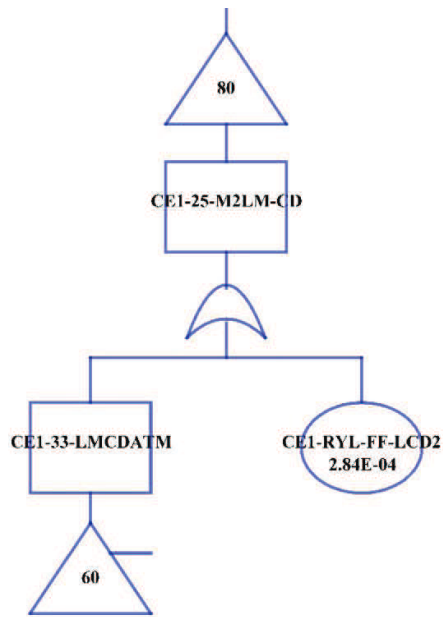 80
CE1-25-M2LM-CD
CE1-33-LMCDATM
CE1-RYL-FF-LCD2
2.84E-04
60